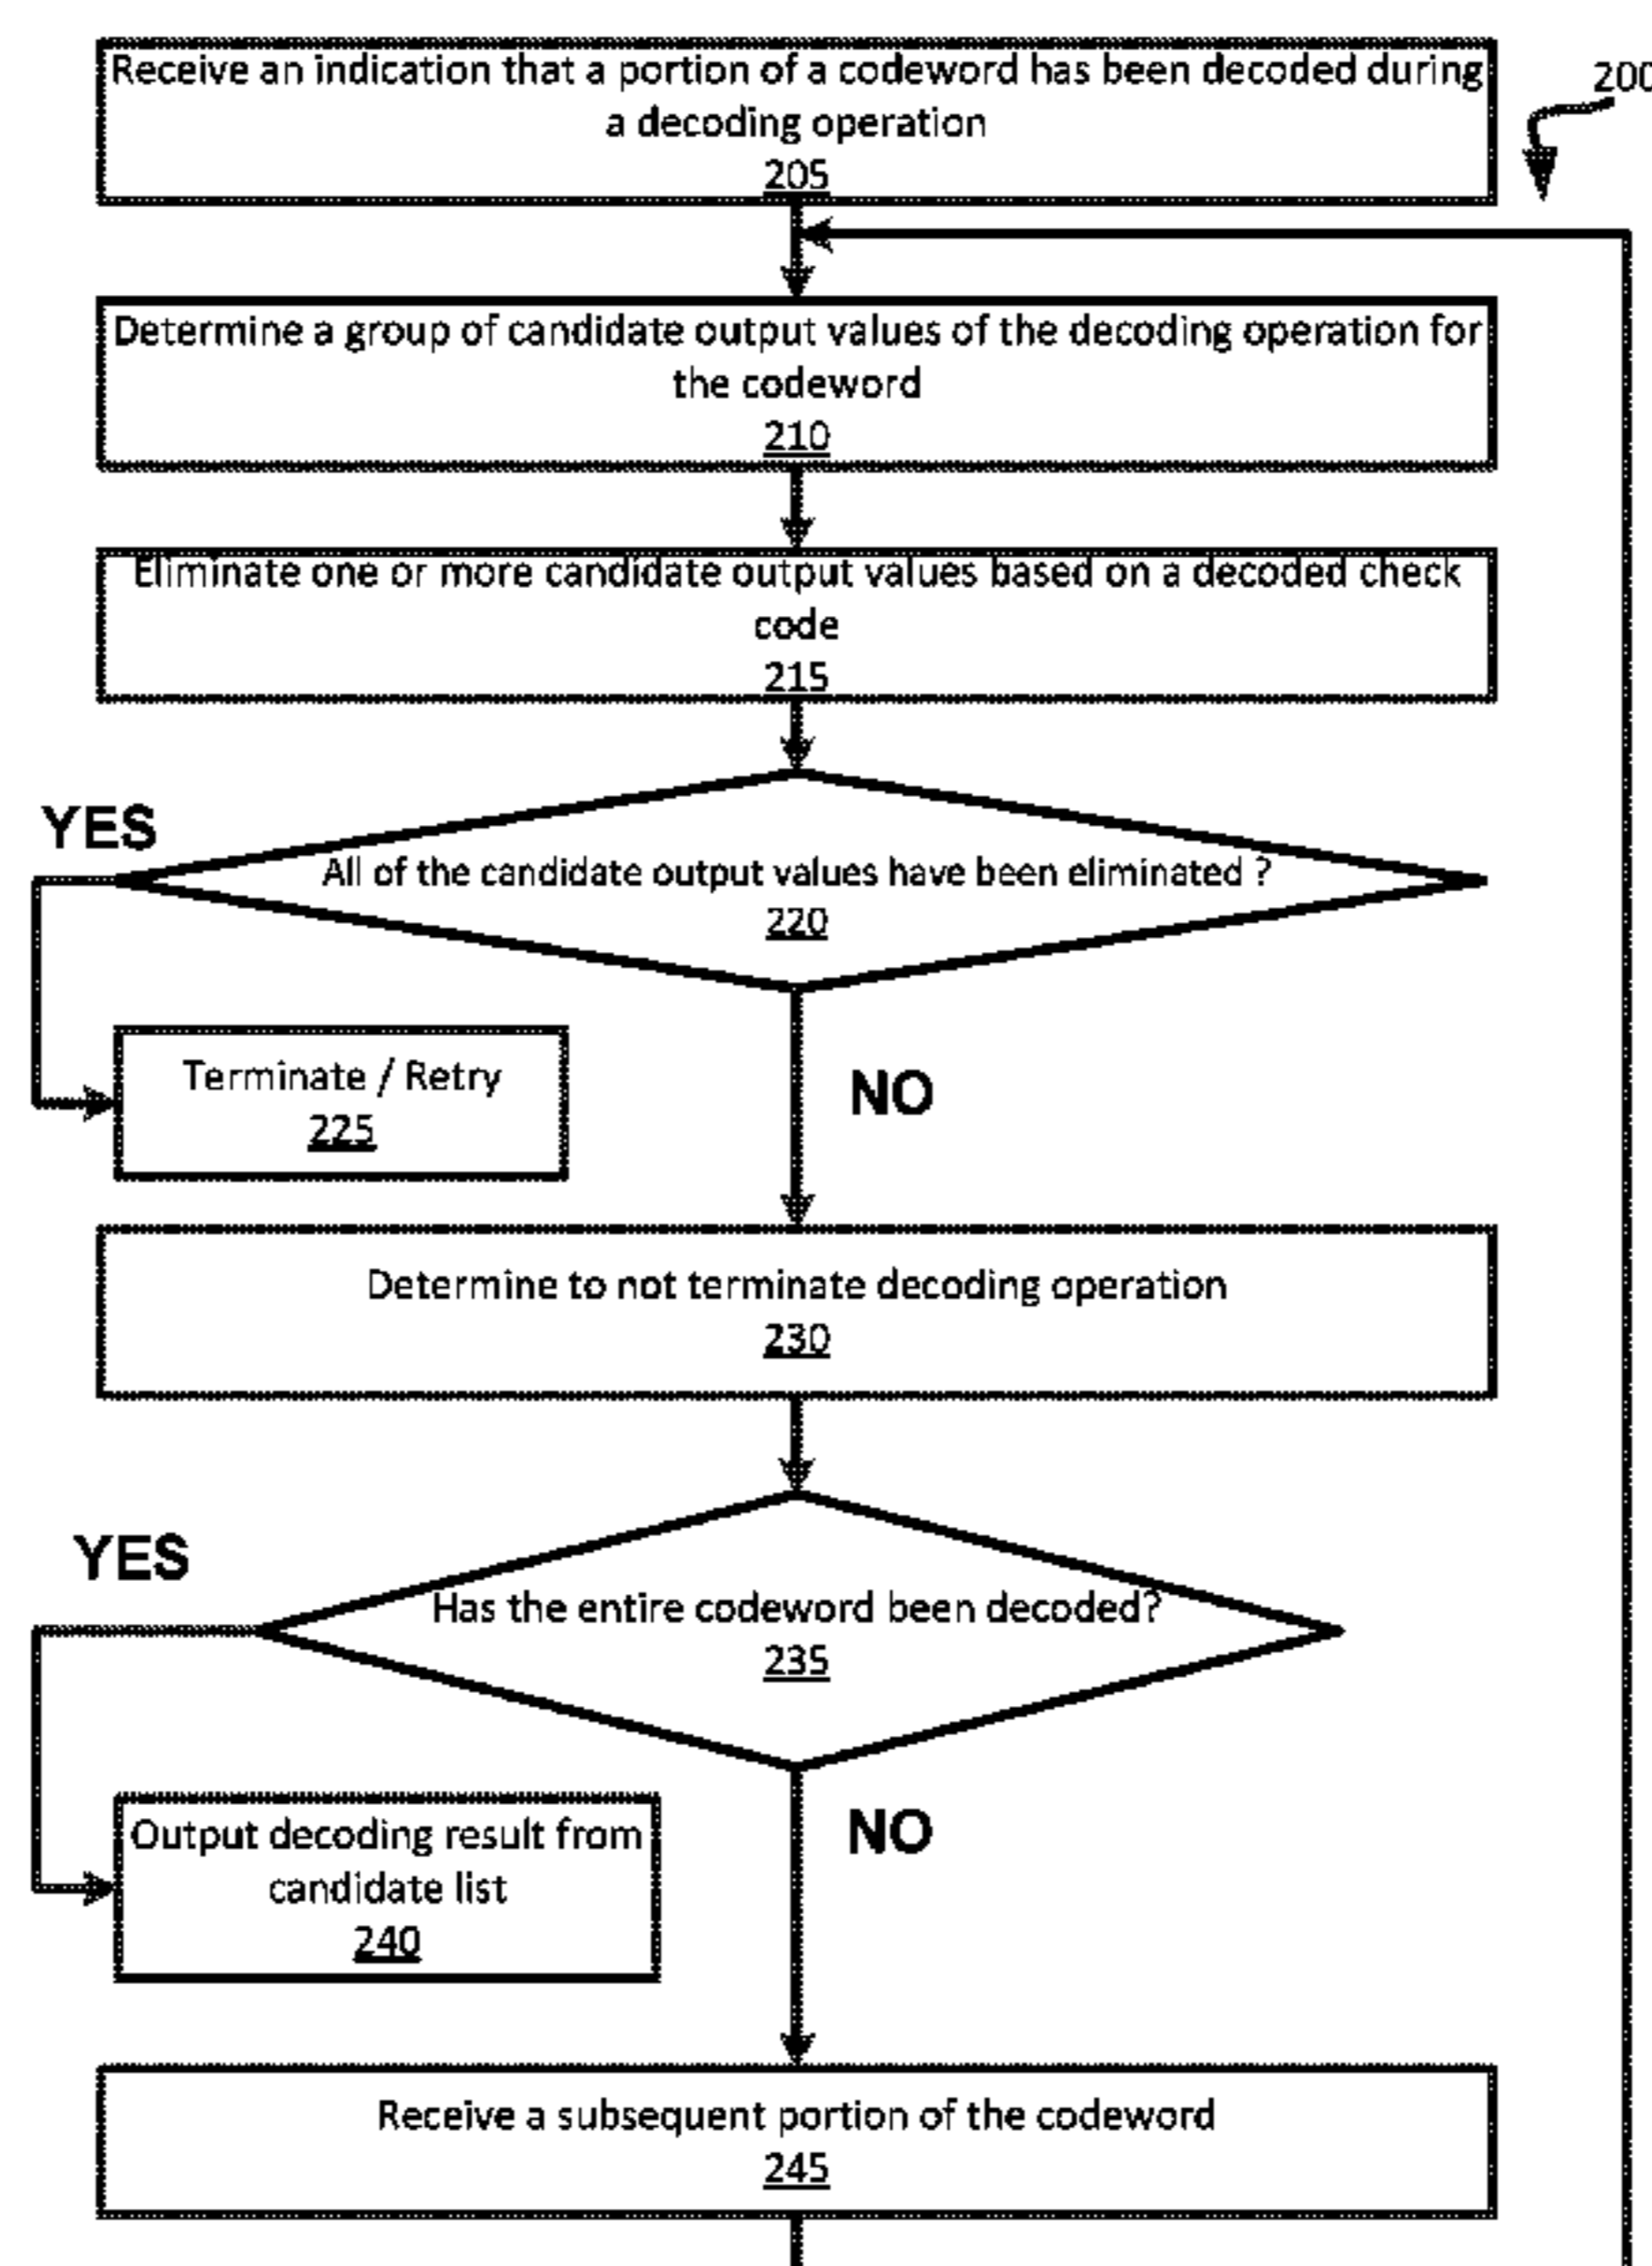 Receive an indication that a portion of a codeword has been decoded during
a decoding operation
205
200
Determine a group of candidate output values of the decoding operation for
the codeword
210
Eliminate one or more candidate output values based on a decoded check
code
215
YES
All of the candidate output values have been eliminated ?
220
Terminate / Retry
225
NO
Determine to not terminate decoding operation
230
YES
Has the entire codeword been decoded?
235
Output decoding result from
candidate list
240
NO
Receive a subsequent portion of the codeword
245